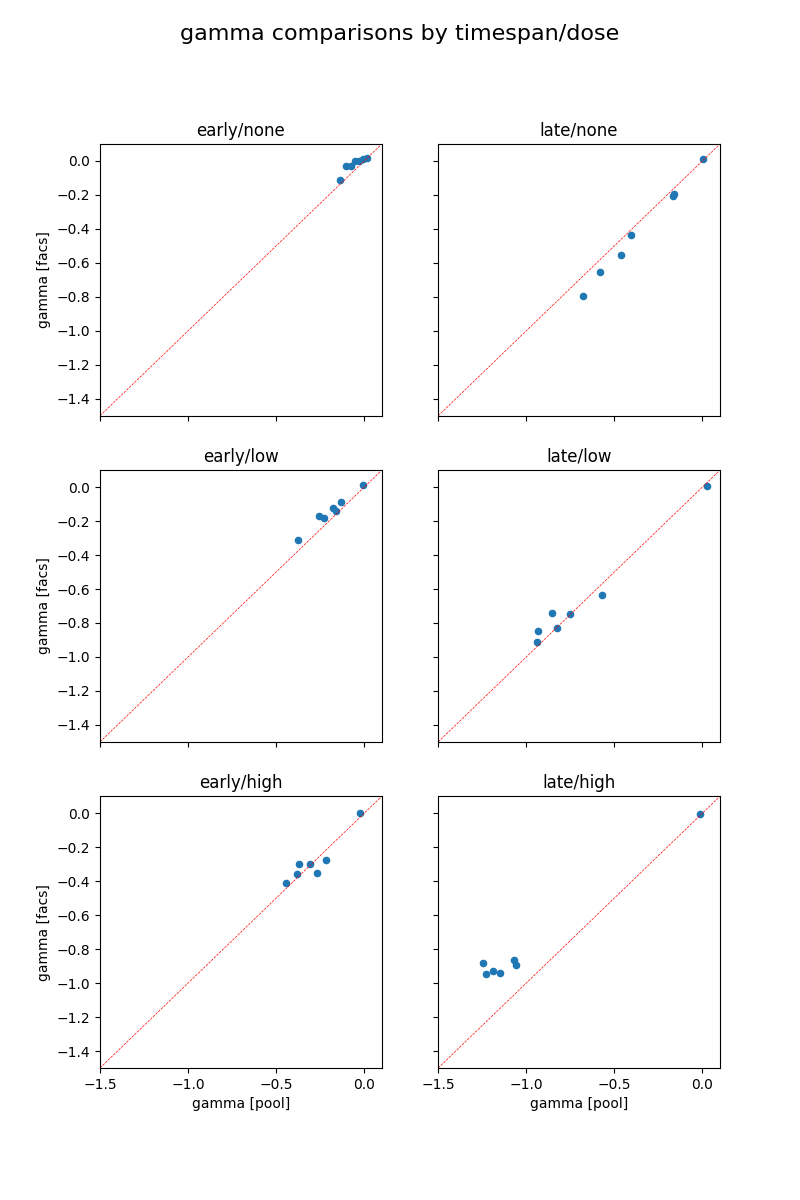 gamma comparisons by timespan/dose
early/none
late/none
0.0
−0.2
−0.4
−0.6
−0.8
−1.0
−1.2
−1.4
gamma [facs]
early/low
late/low
0.0
−0.2
−0.4
−0.6
−0.8
−1.0
−1.2
−1.4
gamma [facs]
early/high
late/high
0.0
−0.2
−0.4
−0.6
−0.8
−1.0
−1.2
−1.4
gamma [facs]
−1.5 −1.0 −0.5 0.0
−1.5 −1.0 −0.5 0.0
gamma [pool]
gamma [pool]